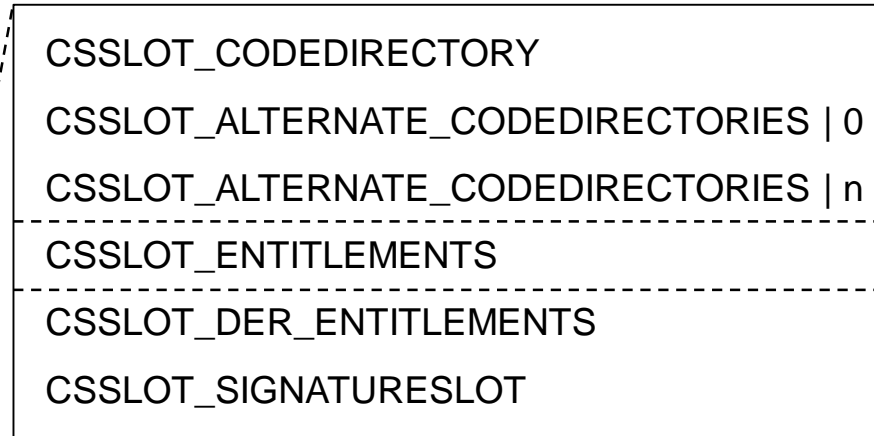 CSSLOT_CODEDIRECTORY
CSSLOT_ALTERNATE_CODEDIRECTORIES | 0
CSSLOT_ALTERNATE_CODEDIRECTORIES | n
CSSLOT_ENTITLEMENTS
CSSLOT_DER_ENTITLEMENTS
CSSLOT_SIGNATURESLOT